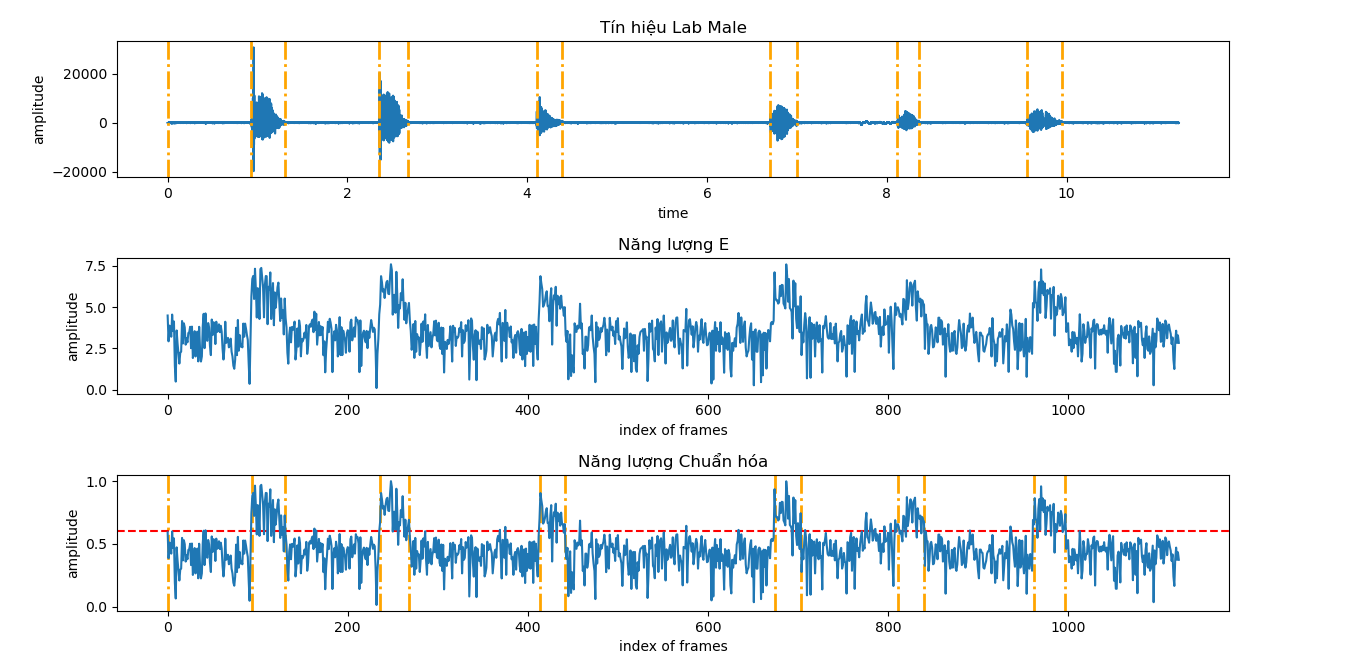 Tín hiệu Lab Male
20000
0
−20000
amplitude
0 2 4 6 8 10
time
Năng lượng E
7.5
5.0
2.5
0.0
amplitude
0 200 400 600 800 1000
index of frames
Năng lượng Chuẩn hóa
1.0
0.5
0.0
amplitude
0 200 400 600 800 1000
index of frames